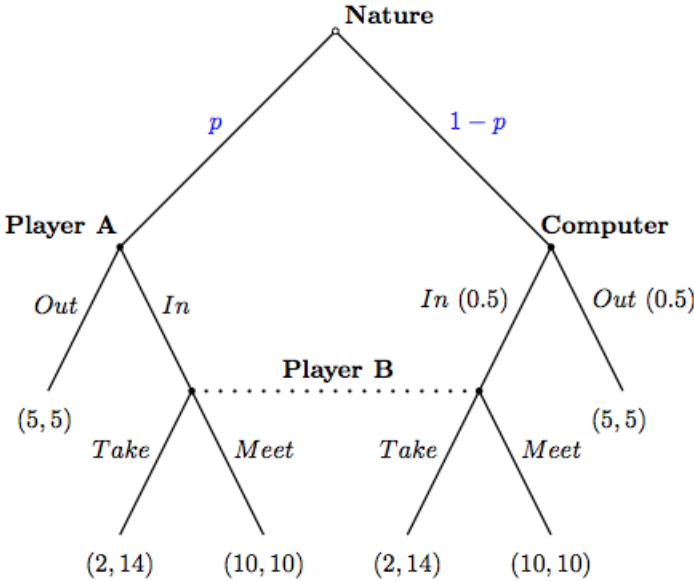 Nature
p
1 − p
Player A
Computer
Out
In
In (0.5)
Out (0.5)
Player B
(5, 5)
(5, 5)
Take
Meet
Take
Meet
(2, 14)
(10, 10)
(2, 14)
(10, 10)